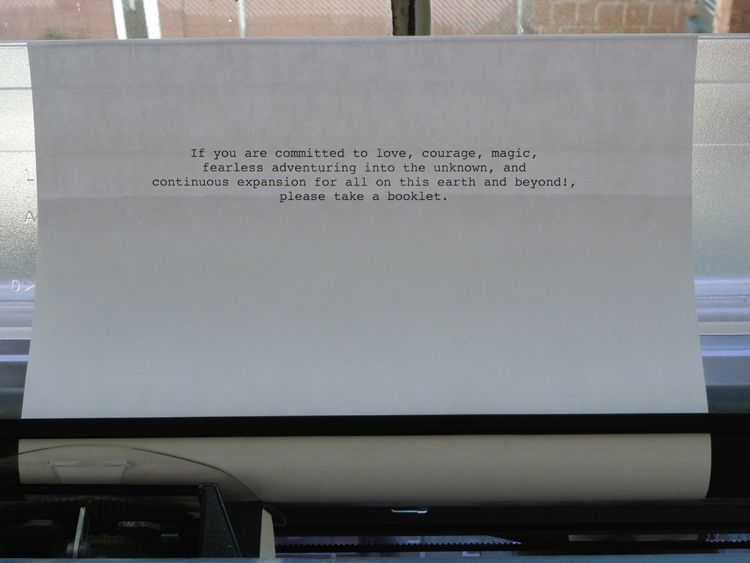 If you are committed to love, courage, magic,
fearless adventuring into the unknown, and
continuous expansion for all on this earth and beyond!,
please take a booklet.